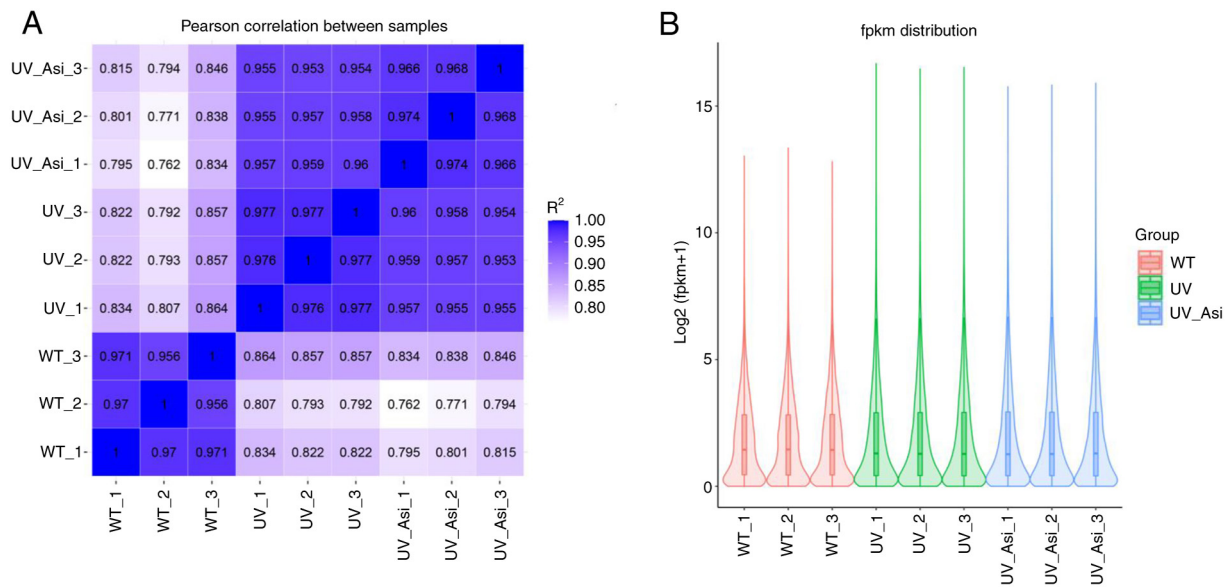 A
Pearson correlation between samples
UV_Asi_3 0.815 0.794 0.846 0.955 0.953 0.954 0.966 0.968 1
UV_Asi_2 0.801 0.771 0.838 0.955 0.957 0.958 0.974 1 0.968
UV_Asi_1 0.795 0.762 0.834 0.957 0.959 0.96 1 0.974 0.966
UV_3 0.822 0.792 0.857 0.977 0.977 1 0.96 0.958 0.954
UV_2 0.822 0.793 0.857 0.976 1 0.977 0.959 0.957 0.953
UV_1 0.834 0.807 0.864 1 0.976 0.977 0.957 0.955 0.955
WT_3 0.971 0.956 1 0.864 0.857 0.857 0.834 0.838 0.846
WT_2 0.97 1 0.956 0.807 0.793 0.792 0.762 0.771 0.794
WT_1 1 0.97 0.971 0.834 0.822 0.822 0.795 0.801 0.815
WT_1 WT_2 WT_3 UV_1 UV_2 UV_3 UV_Asi_1 UV_Asi_2 UV_Asi_3
R²
1.00
0.95
0.90
0.85
0.80
B
fpkm distribution
Log2 (fpkm+1)
15
10
5
0
WT_1 WT_2 WT_3 UV_1 UV_2 UV_3 UV_Asi_1 UV_Asi_2 UV_Asi_3
Group
WT
UV
UV_Asi